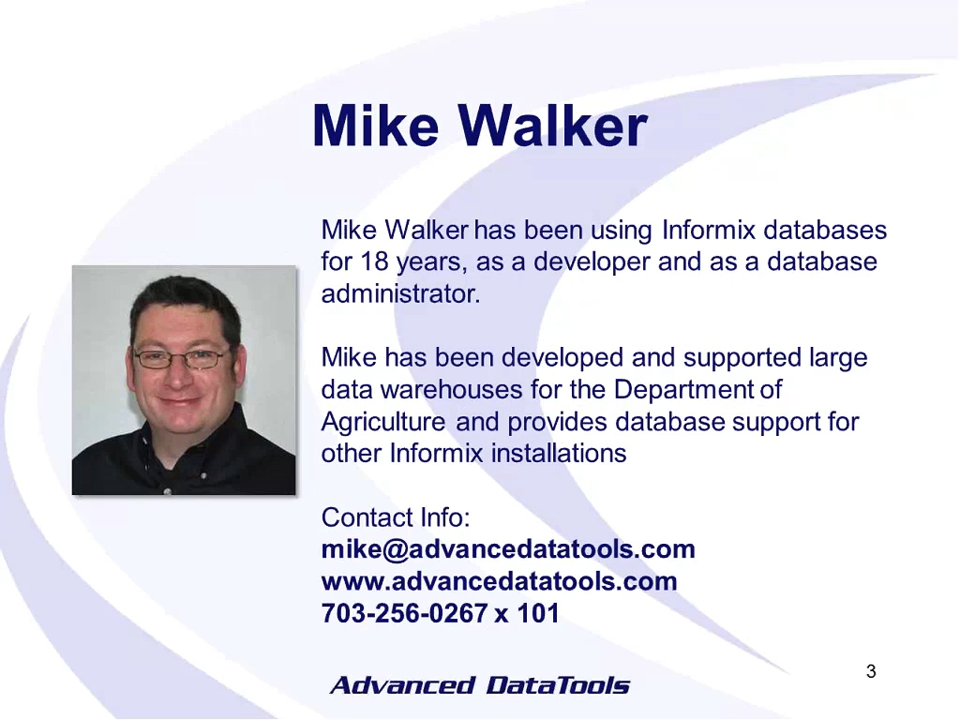 Mike Walker
Mike Walker has been using Informix databases
for 18 years, as a developer and as a database
administrator.
Mike has been developed and supported large
data warehouses for the Department of
Agriculture and provides database support for
other Informix installations
Contact Info:
mike@advancedatatools.com
www.advancedatatools.com
703-256-0267 x 101
Advanced DataTools
3